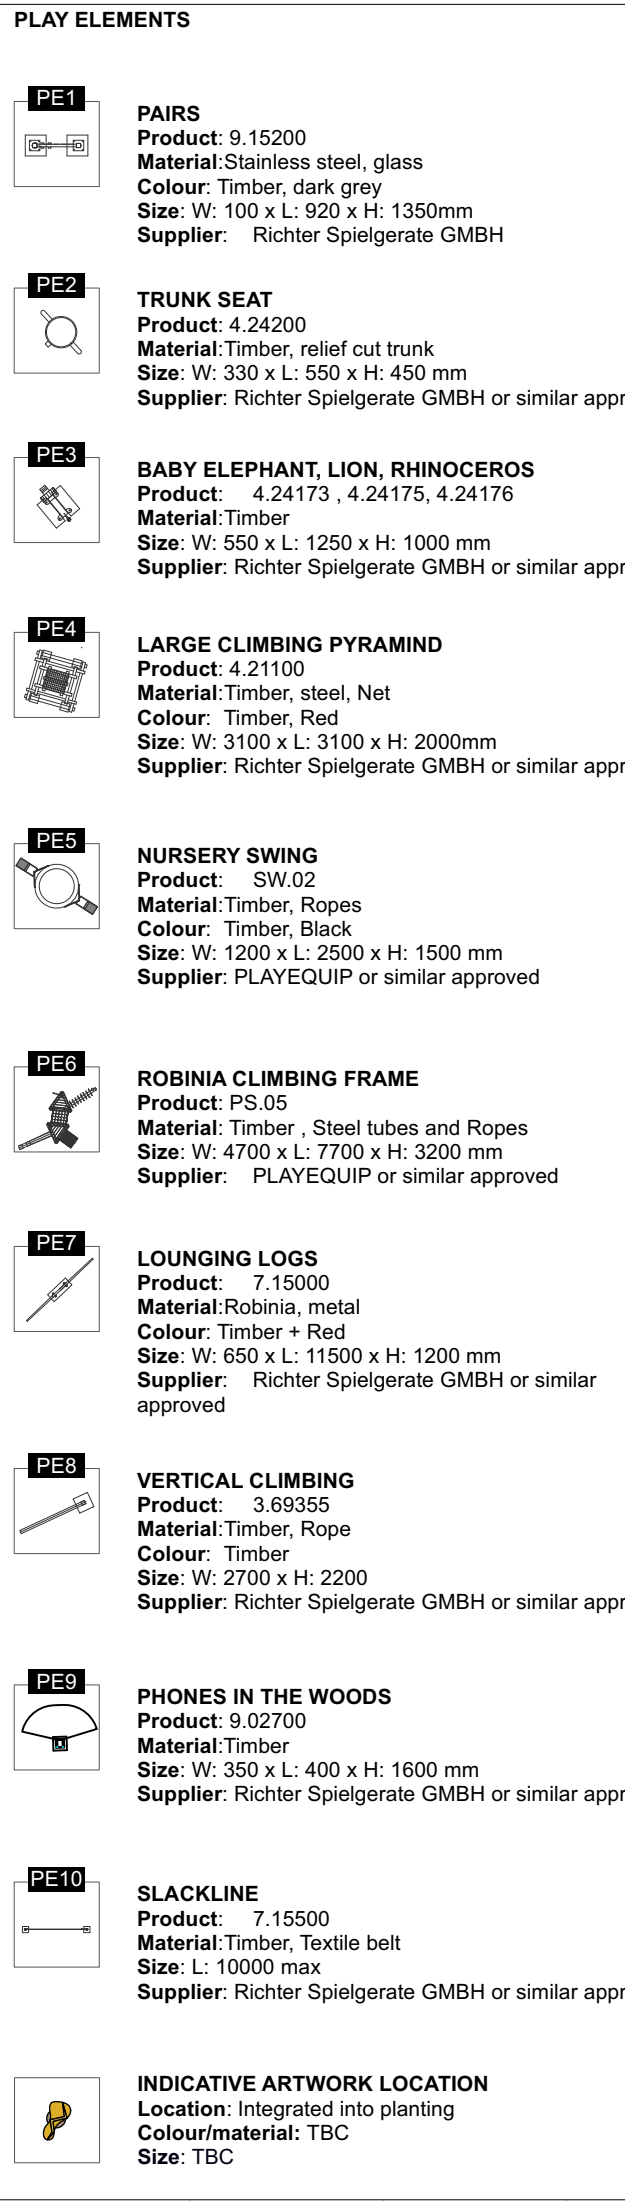 PLAY ELEMENTS
PE1
PAIRS
Product: 9.15200
Material:Stainless steel, glass
Colour: Timber, dark grey
Size: W: 100 x L: 920 x H: 1350mm
Supplier: Richter Spielgerate GMBH
PE2
TRUNK SEAT
Product: 4.24200
Material:Timber, relief cut trunk
Size: W: 330 x L: 550 x H: 450 mm
Supplier: Richter Spielgerate GMBH or similar appr
PE3
BABY ELEPHANT, LION, RHINOCEROS
Product: 4.24173 , 4.24175, 4.24176
Material:Timber
Size: W: 550 x L: 1250 x H: 1000 mm
Supplier: Richter Spielgerate GMBH or similar appr
PE4
LARGE CLIMBING PYRAMIND
Product: 4.21100
Material:Timber, steel, Net
Colour: Timber, Red
Size: W: 3100 x L: 3100 x H: 2000mm
Supplier: Richter Spielgerate GMBH or similar appr
PE5
NURSERY SWING
Product: SW.02
Material:Timber, Ropes
Colour: Timber, Black
Size: W: 1200 x L: 2500 x H: 1500 mm
Supplier: PLAYEQUIP or similar approved
PE6
ROBINIA CLIMBING FRAME
Product: PS.05
Material: Timber , Steel tubes and Ropes
Size: W: 4700 x L: 7700 x H: 3200 mm
Supplier: PLAYEQUIP or similar approved
PE7
LOUNGING LOGS
Product: 7.15000
Material:Robinia, metal
Colour: Timber + Red
Size: W: 650 x L: 11500 x H: 1200 mm
Supplier: Richter Spielgerate GMBH or similar
approved
PE8
VERTICAL CLIMBING
Product: 3.69355
Material:Timber, Rope
Colour: Timber
Size: W: 2700 x H: 2200
Supplier: Richter Spielgerate GMBH or similar appr
PE9
PHONES IN THE WOODS
Product: 9.02700
Material:Timber
Size: W: 350 x L: 400 x H: 1600 mm
Supplier: Richter Spielgerate GMBH or similar appr
PE10
SLACKLINE
Product: 7.15500
Material:Timber, Textile belt
Size: L: 10000 max
Supplier: Richter Spielgerate GMBH or similar appr
INDICATIVE ARTWORK LOCATION
Location: Integrated into planting
Colour/material: TBC
Size: TBC